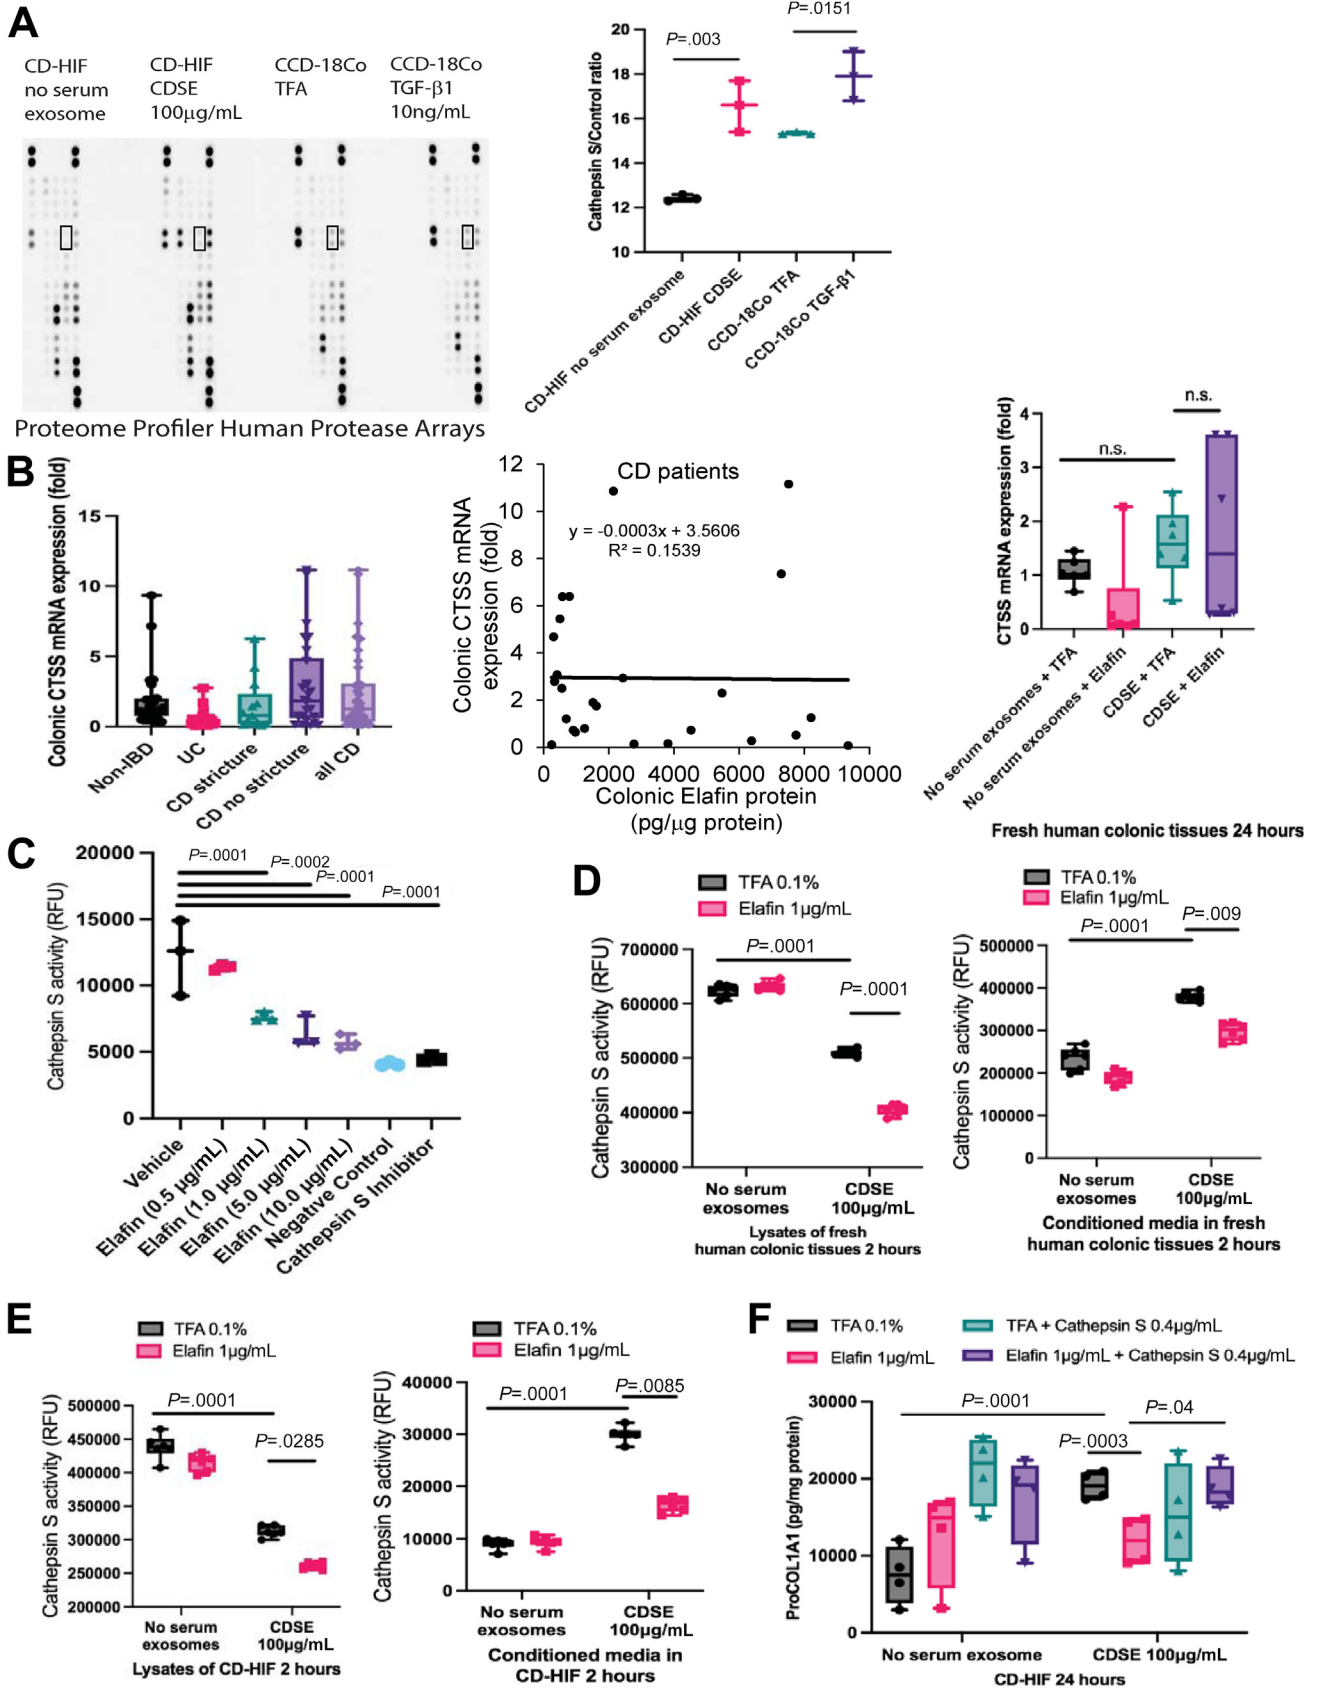 A
CD-HIF
no serum
exosome
CD-HIF
CDSE
100µg/mL
CCD-18Co
TFA
CCD-18Co
TGF-β1
10ng/mL
Proteome Profiler Human Protease Arrays
P=.003
P=.0151
Cathepsin S/Control ratio
20
18
16
14
12
10
CD-HIF no serum exosome
CD-HIF CDSE
CCD-18Co TFA
CCD-18Co TGF-β1
B
Colonic CTSS mRNA expression (fold)
15
10
5
0
Non-IBD
UC
CD stricture
CD no stricture
all CD
Colonic CTSS mRNA
expression (fold)
CD patients
y = -0.0003x + 3.5606
R² = 0.1539
12
10
8
6
4
2
0
0 2000 4000 6000 8000 10000
Colonic Elafin protein
(pg/µg protein)
CTSS mRNA expression (fold)
n.s.
n.s.
4
3
2
1
0
No serum exosomes + TFA
No serum exosomes + Elafin
CDSE + TFA
CDSE + Elafin
Fresh human colonic tissues 24 hours
C
Cathepsin S activity (RFU)
P=.0001
P=.0002
P=.0001
P=.0001
20000
15000
10000
5000
0
Vehicle
Elafin (0.5 µg/mL)
Elafin (1.0 µg/mL)
Elafin (5.0 µg/mL)
Elafin (10.0 µg/mL)
Negative Control
Cathepsin S Inhibitor
D
TFA 0.1%
Elafin 1µg/mL
P=.0001
P=.0001
Cathepsin S activity (RFU)
700000
600000
500000
400000
300000
No serum
exosomes
CDSE
100µg/mL
Lysates of fresh
human colonic tissues 2 hours
TFA 0.1%
Elafin 1µg/mL
P=.0001
P=.009
Cathepsin S activity (RFU)
500000
400000
300000
200000
100000
0
No serum
exosomes
CDSE
100µg/mL
Conditioned media in fresh
human colonic tissues 2 hours
E
TFA 0.1%
Elafin 1µg/mL
P=.0001
P=.0285
Cathepsin S activity (RFU)
500000
450000
400000
350000
300000
250000
200000
No serum
exosomes
CDSE
100µg/mL
Lysates of CD-HIF 2 hours
TFA 0.1%
Elafin 1µg/mL
P=.0001
P=.0085
Cathepsin S activity (RFU)
40000
30000
20000
10000
0
No serum
exosomes
CDSE
100µg/mL
Conditioned media in
CD-HIF 2 hours
F
TFA 0.1%
Elafin 1µg/mL
TFA + Cathepsin S 0.4µg/mL
Elafin 1µg/mL + Cathepsin S 0.4µg/mL
P=.0001
P=.04
P=.0003
ProCOL1A1 (pg/mg protein)
30000
20000
10000
0
No serum exosome
CDSE 100µg/mL
CD-HIF 24 hours